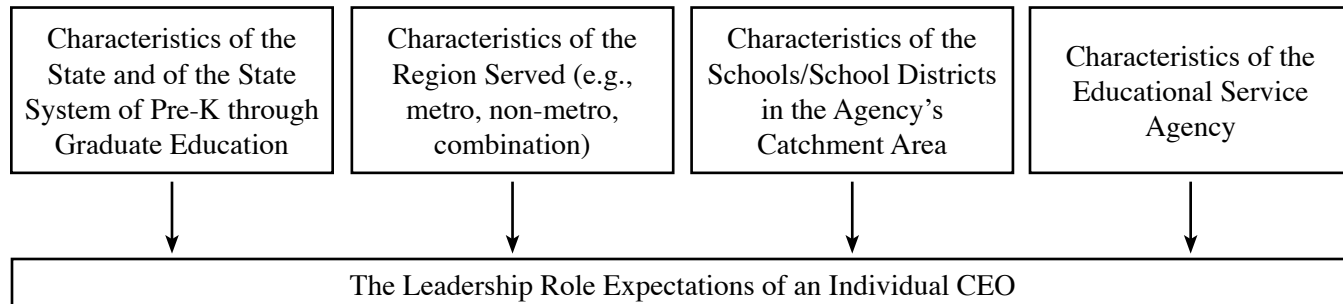 Characteristics of the
State and of the State
System of Pre-K through
Graduate Education
Characteristics of the
Region Served (e.g.,
metro, non-metro,
combination)
Characteristics of the
Schools/School Districts
in the Agency’s
Catchment Area
Characteristics of the
Educational Service
Agency
The Leadership Role Expectations of an Individual CEO